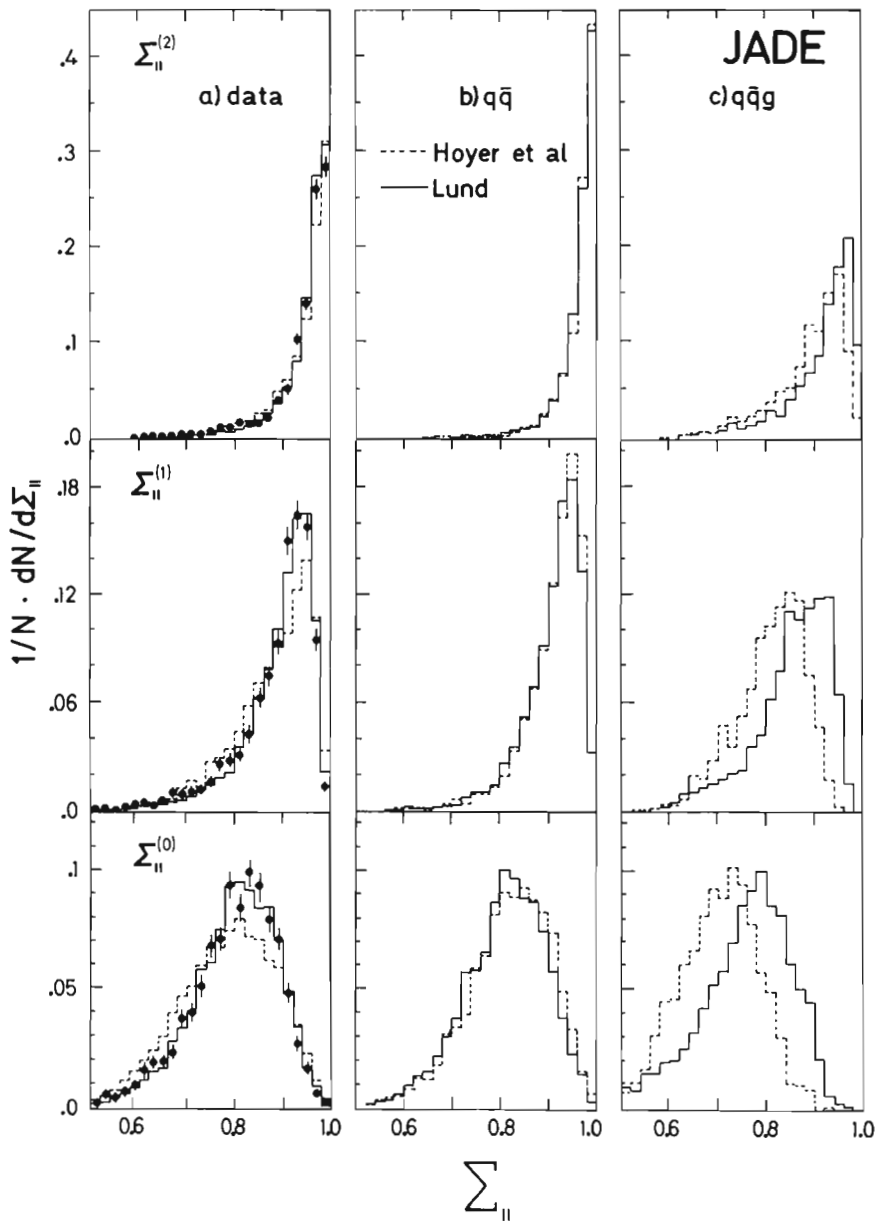 Σ∥(2)
a) data
b) qq̄
JADE
c) qq̄g
Hoyer et al
Lund
.4
.3
.2
.1
.0
Σ∥(1)
.18
.12
.06
.0
Σ∥(0)
.1
.05
.0
1/N · dN/dΣ∥
0.6 0.8 1.0
0.6 0.8 1.0
0.6 0.8 1.0
Σ∥